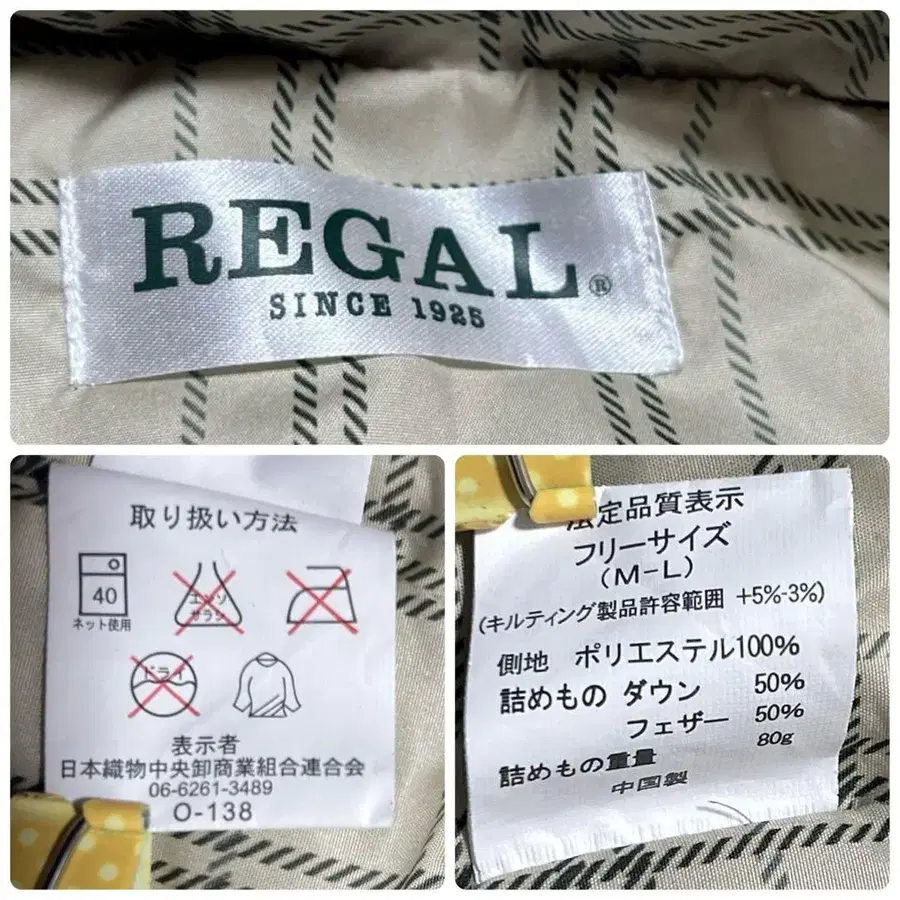 REGAL®
SINCE 1925
取り扱い方法
40
ネット使用
エンソ
サラシ
ドライ
表示者
日本織物中央卸商業組合連合会
06-6261-3489
O-138
法定品質表示
フリーサイズ
(M-L)
(キルティング製品許容範囲 +5%-3%)
側地 ポリエステル100%
詰めもの ダウン 50%
フェザー 50%
詰めもの重量 80g
中国製